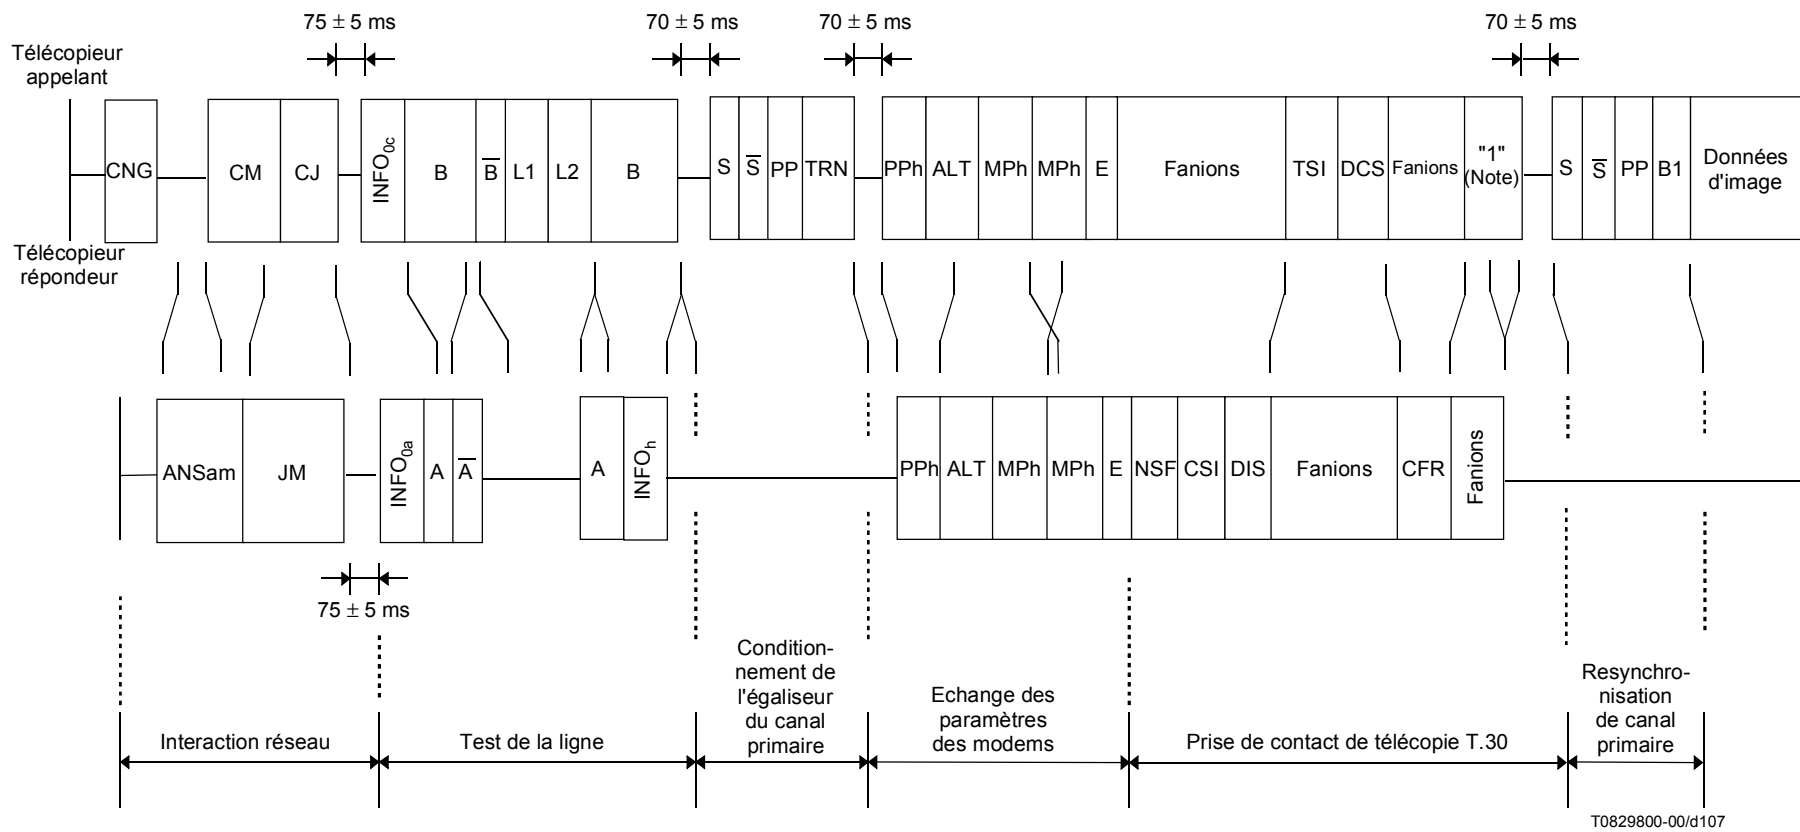 75 ± 5 ms
70 ± 5 ms
70 ± 5 ms
70 ± 5 ms
Télécopieur
appelant
CNG
CM
CJ
INFO0c
B
B̅
L1
L2
B
S
S̅
PP
TRN
PPh
ALT
MPh
MPh
E
Fanions
TSI
DCS
Fanions
"1"
(Note)
S
S̅
PP
B1
Données
d'image
Télécopieur
répondeur
ANSam
JM
INFO0a
A
A̅
A
INFOh
PPh
ALT
MPh
MPh
E
NSF
CSI
DIS
Fanions
CFR
Fanions
75 ± 5 ms
Interaction réseau
Test de la ligne
Condition-
nement de
l'égaliseur
du canal
primaire
Echange des
paramètres
des modems
Prise de contact de télécopie T.30
Resynchro-
nisation
de canal
primaire
T0829800-00/d107